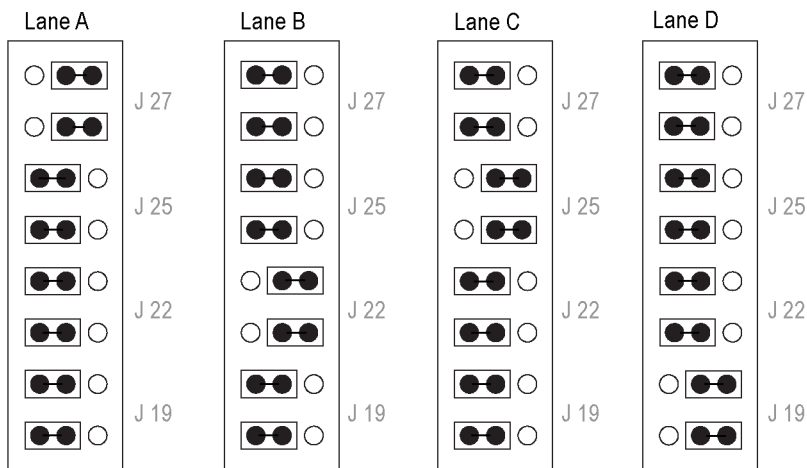 Lane A Lane B Lane C Lane D
J 27 J 27 J 27 J 27
J 25 J 25 J 25 J 25
J 22 J 22 J 22 J 22
J 19 J 19 J 19 J 19